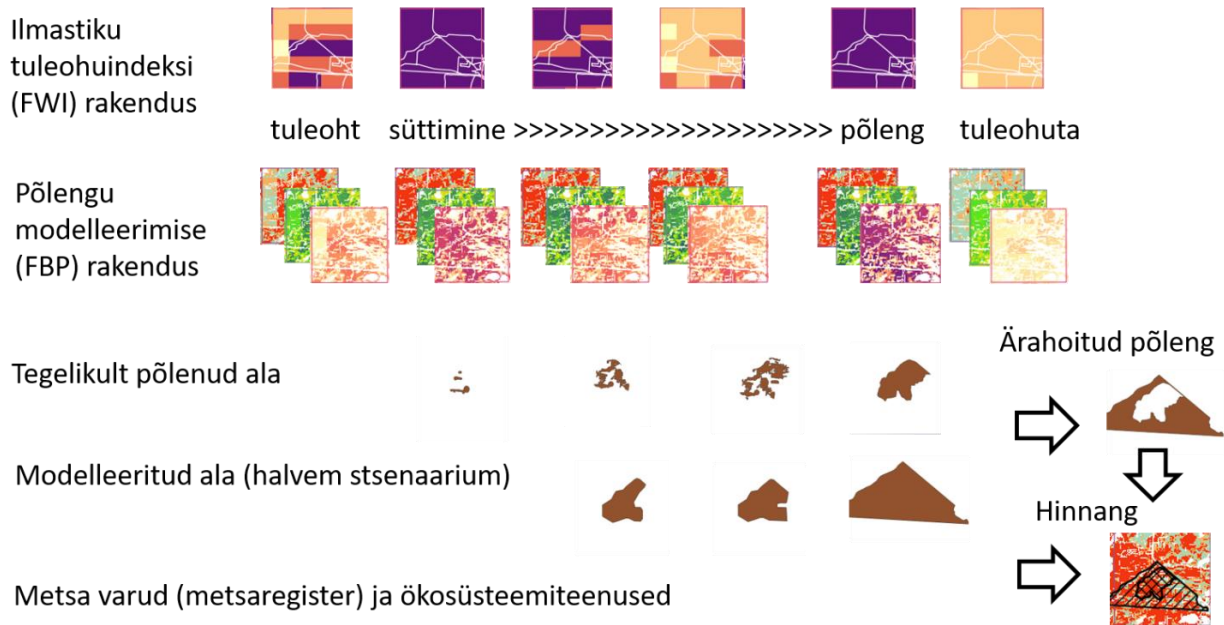 Ilmastiku
tuleohuindeksi
(FWI) rakendus
tuleoht süttimine >>>>>>>>>>>>>>>>>>>>> põleng tuleohuta
Põlengu
modelleerimise
(FBP) rakendus
Ärahoitud põleng
Tegelikult põlenud ala
Modelleeritud ala (halvem stsenaarium)
Hinnang
Metsa varud (metsaregister) ja ökosüsteemiteenused